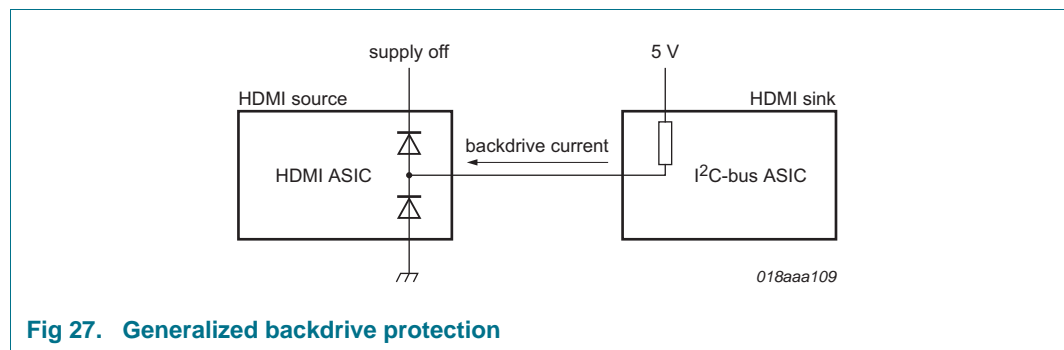 supply off
5 V
HDMI source
HDMI sink
backdrive current
HDMI ASIC
I²C-bus ASIC
018aaa109
Fig 27. Generalized backdrive protection